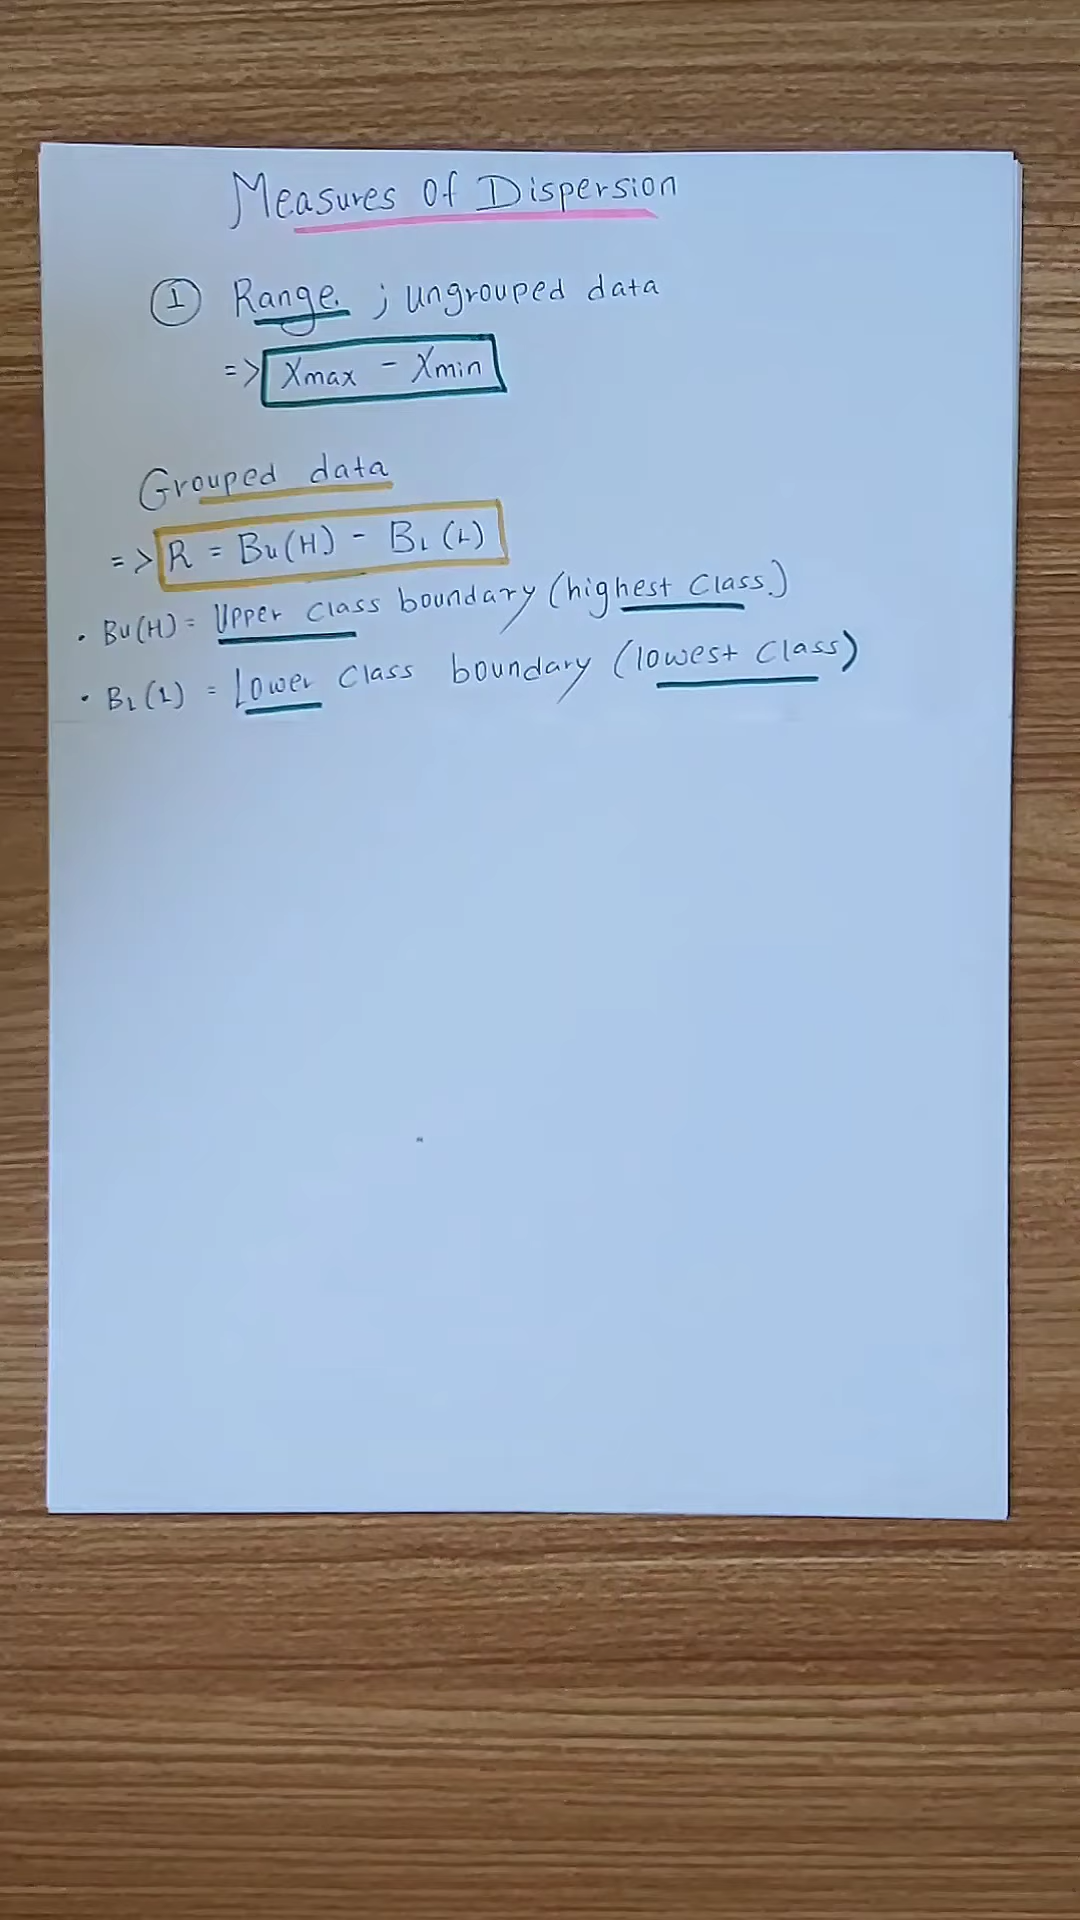 Measures Of Dispersion
① Range. ; Ungrouped data
=> Xmax - Xmin
Grouped data
=> R = Bu(H) - BL(L)
• Bu(H) = Upper class boundary (highest Class.)
• BL(L) = Lower Class boundary (lowest Class)